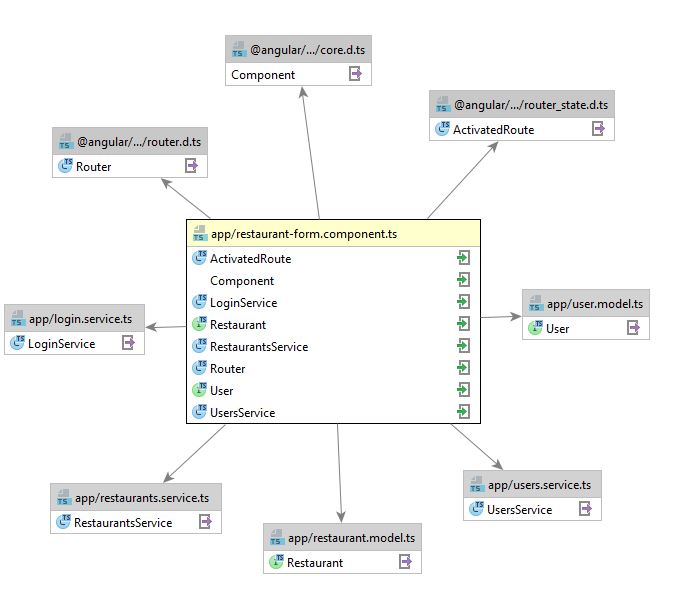 @angular/.../core.d.ts
Component
@angular/.../router_state.d.ts
ActivatedRoute
@angular/.../router.d.ts
Router
app/restaurant-form.component.ts
ActivatedRoute
Component
LoginService
Restaurant
RestaurantsService
Router
User
UsersService
app/login.service.ts
LoginService
app/user.model.ts
User
app/restaurants.service.ts
RestaurantsService
app/restaurant.model.ts
Restaurant
app/users.service.ts
UsersService